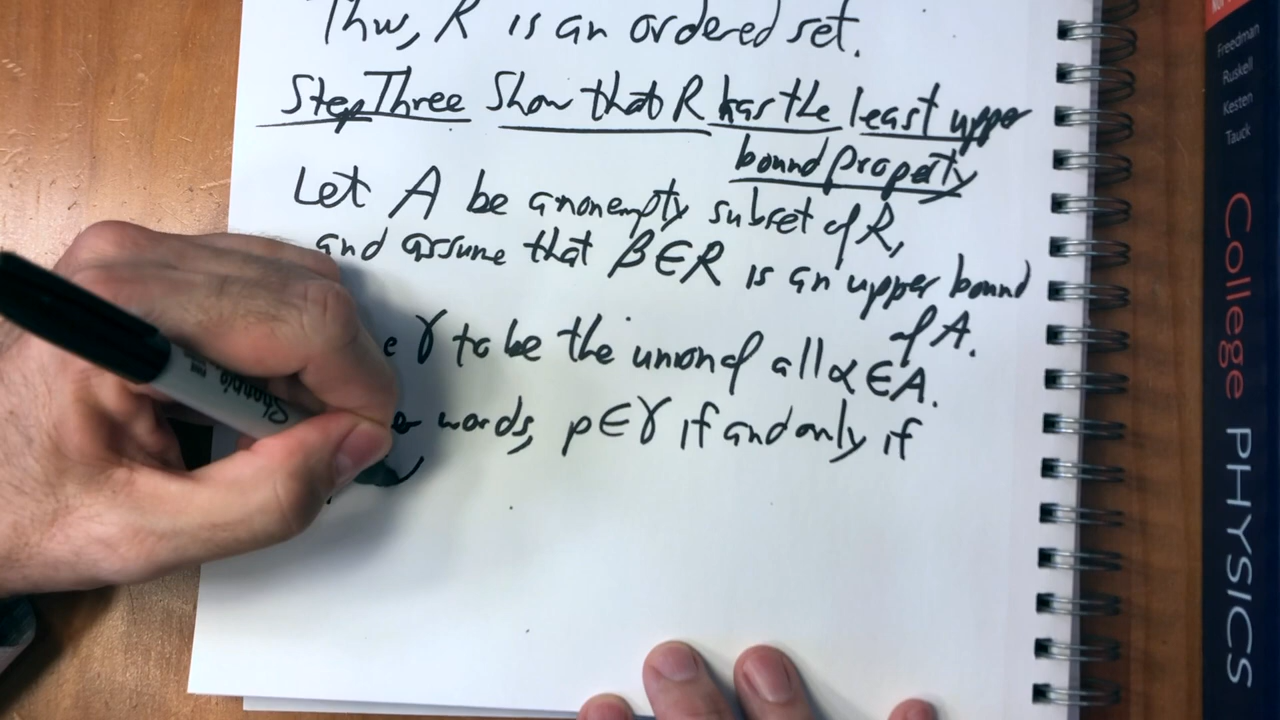 Thus, R is an ordered set.
Step Three Show that R has the least upper
bound property
Let A be a nonempty subset of R,
and assume that β∈R is an upper bound
of A.
γ to be the union of all α∈A.
words, p∈γ if and only if
Sharpie
Freedman
Ruskell
Kesten
Tauck
College PHYSICS